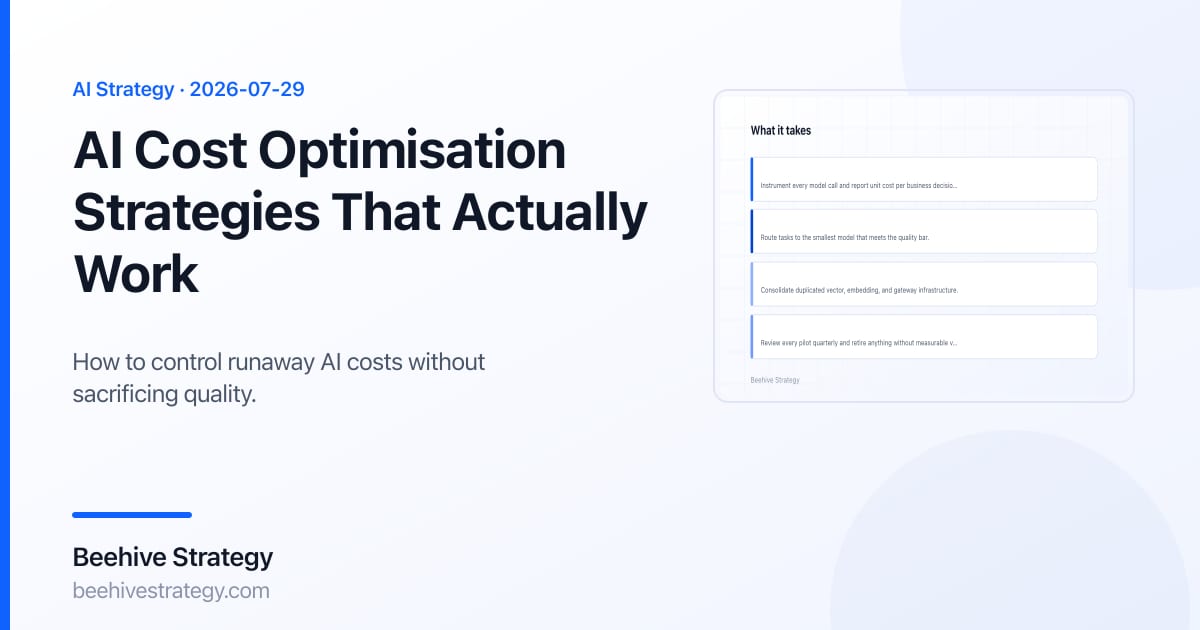 AI Strategy · 2026-07-29
AI Cost Optimisation
Strategies That Actually
Work
How to control runaway AI costs without
sacrificing quality.
Beehive Strategy
beehivestrategy.com
What it takes
Instrument every model call and report unit cost per business decisio...
Route tasks to the smallest model that meets the quality bar.
Consolidate duplicated vector, embedding, and gateway infrastructure.
Review every pilot quarterly and retire anything without measurable v...
Beehive Strategy